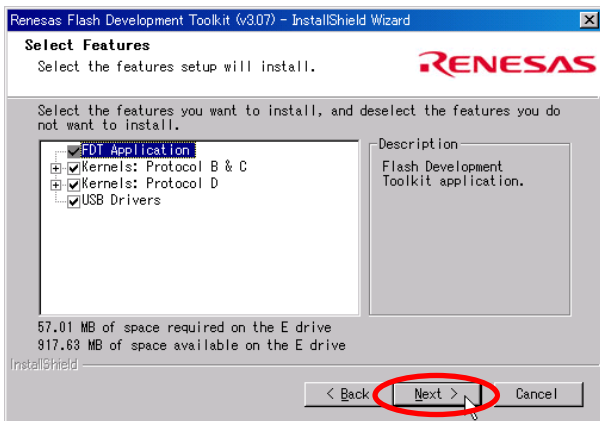 Renesas Flash Development Toolkit (v3.07) - InstallShield Wizard
Select Features
Select the features setup will install.
RENESAS
Select the features you want to install, and deselect the features you do
not want to install.
FDT Application
Kernels: Protocol B & C
Kernels: Protocol D
USB Drivers
Description
Flash Development
Toolkit application.
57.01 MB of space required on the E drive
917.63 MB of space available on the E drive
InstallShield
< Back
Next >
Cancel